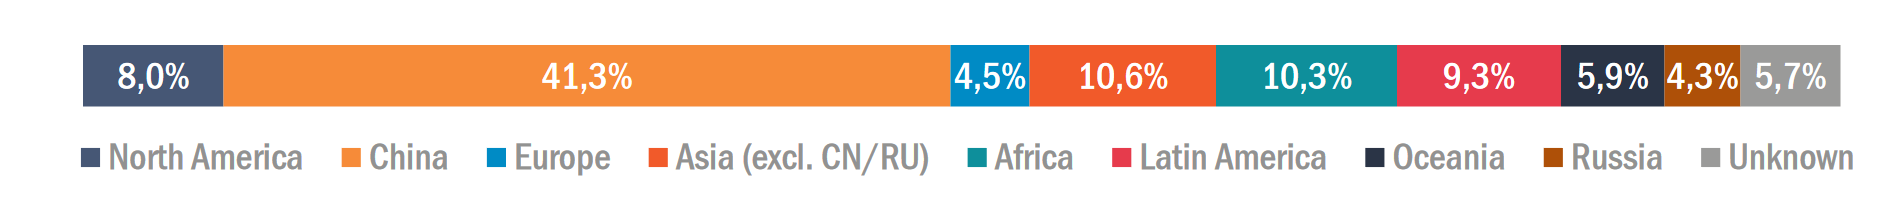 8,0% 41,3% 4,5% 10,6% 10,3% 9,3% 5,9% 4,3% 5,7%
North America China Europe Asia (excl. CN/RU) Africa Latin America Oceania Russia Unknown